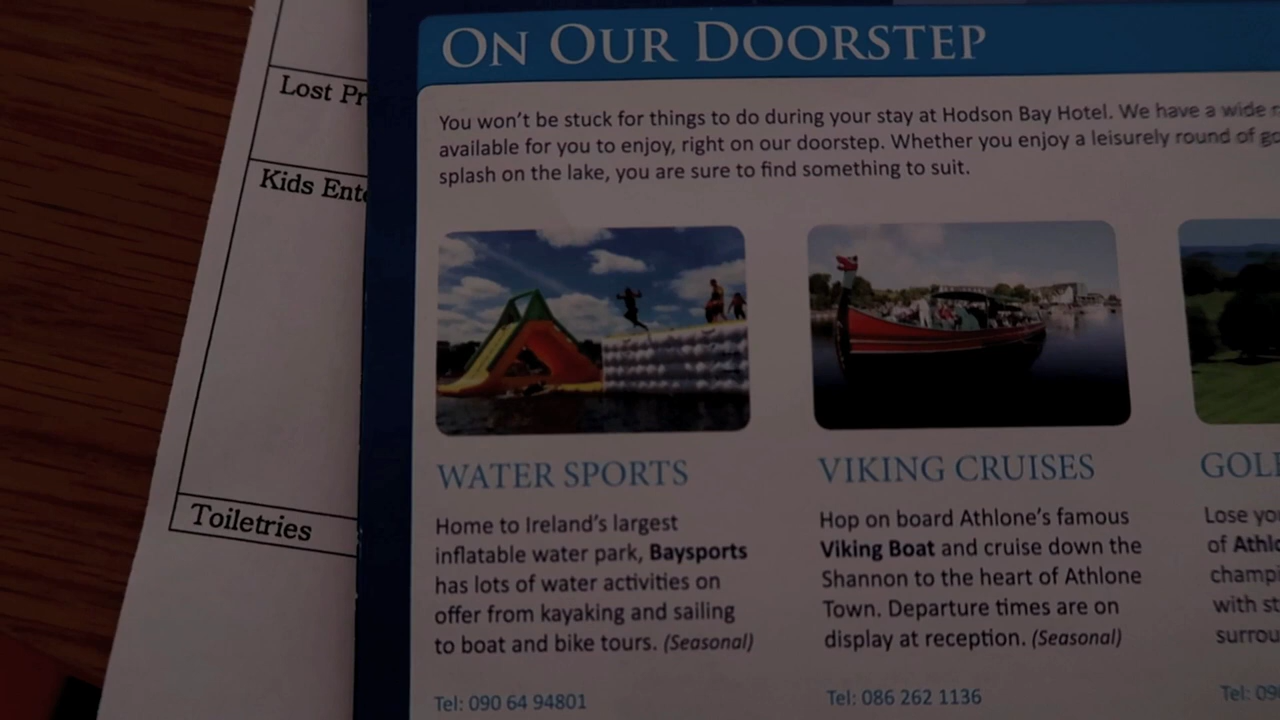 Lost
Kids
Toiletries
ON OUR DOORSTEP
You won't be stuck for things to do during your stay at Hodson Bay Hotel. We have a wide
available for you to enjoy, right on our doorstep. Whether you enjoy a leisurely round of
splash on the lake, you are sure to find something to suit.
WATER SPORTS
Home to Ireland's largest
inflatable water park, Baysports
has lots of water activities on
offer from kayaking and sailing
to boat and bike tours. (Seasonal)
Tel: 090 64 94801
VIKING CRUISES
Hop on board Athlone's famous
Viking Boat and cruise down the
Shannon to the heart of Athlone
Town. Departure times are on
display at reception. (Seasonal)
Tel: 086 262 1136
Lose
of
with
Tel: